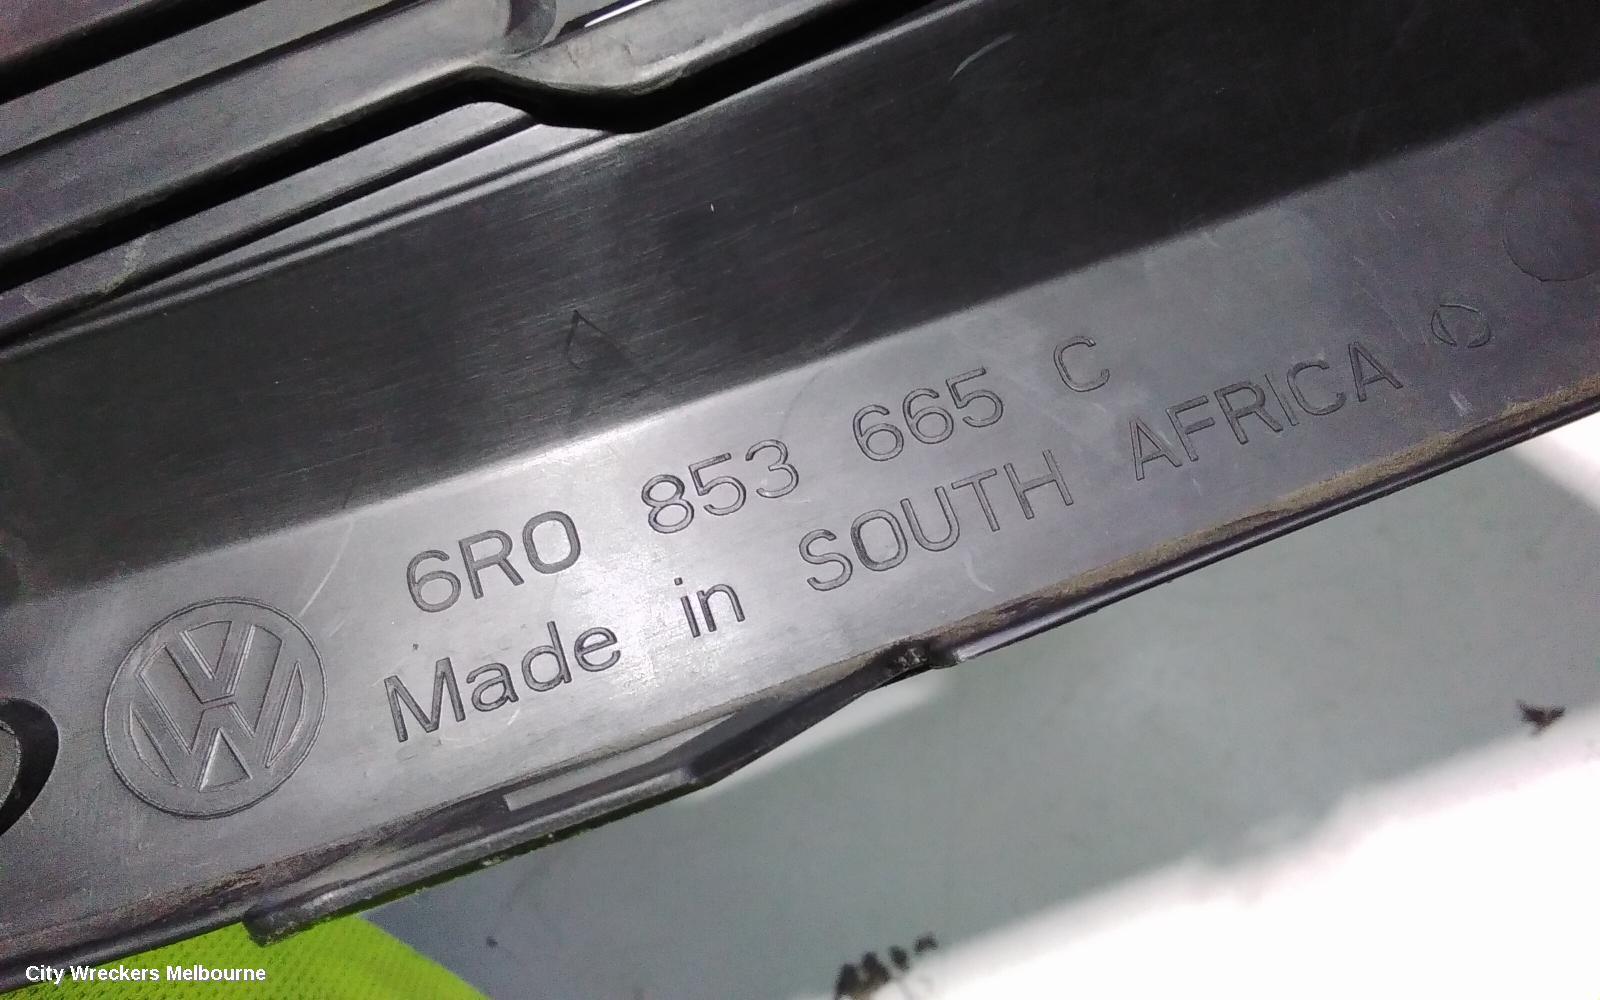 6R0 853 665 C
Made in SOUTH AFRICA
City Wreckers Melbourne